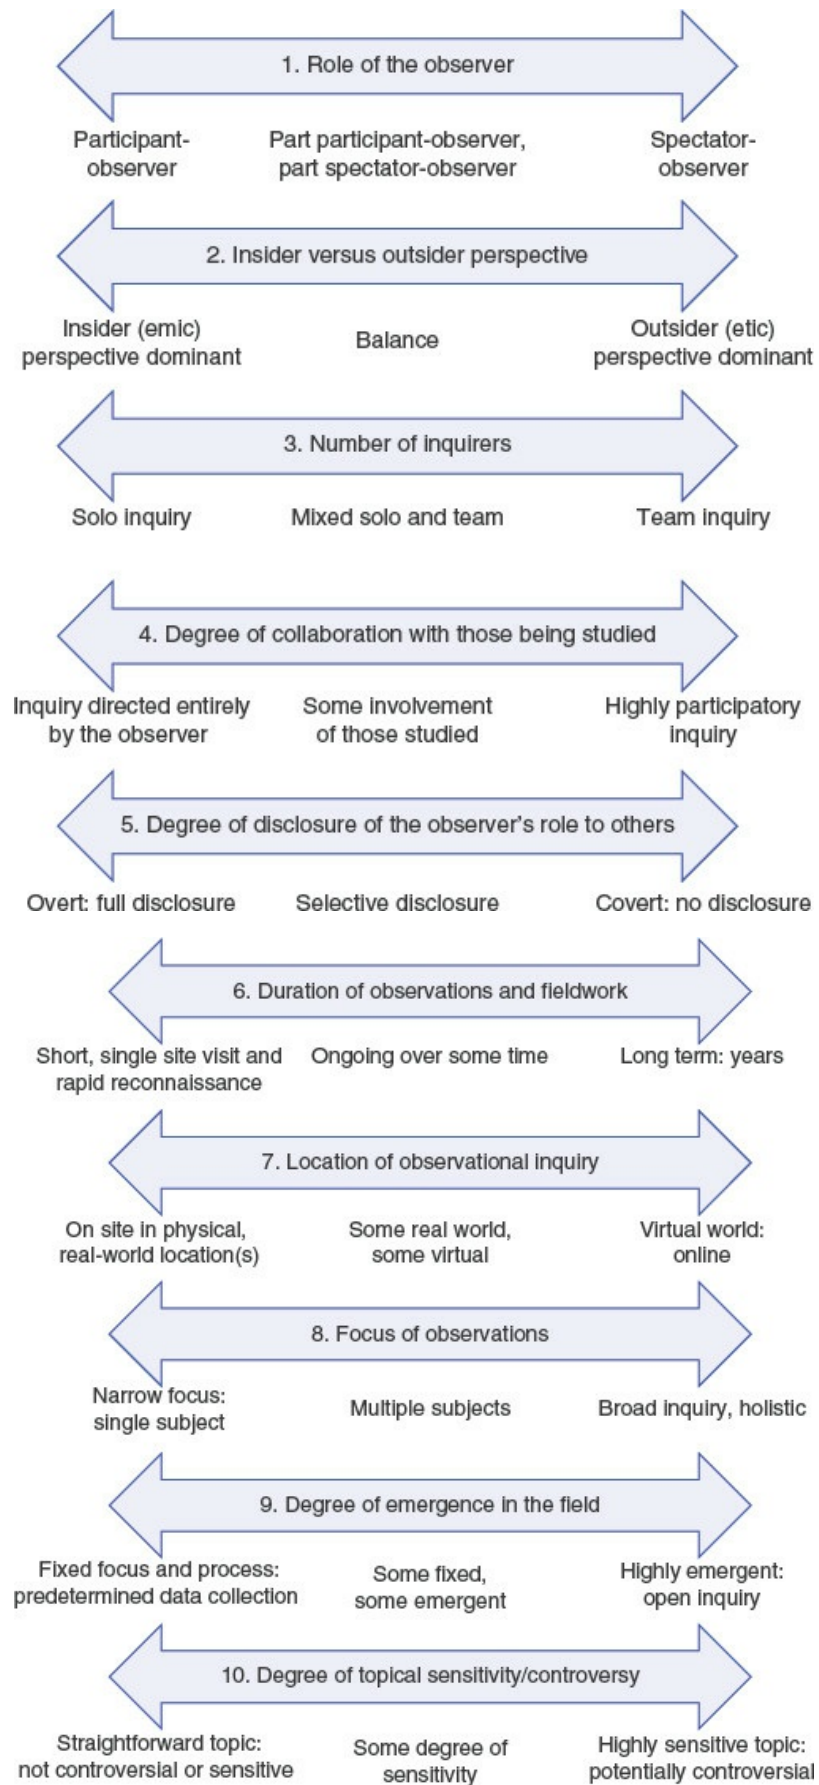 1. Role of the observer
Participant-
observer
Part participant-observer,
part spectator-observer
Spectator-
observer
2. Insider versus outsider perspective
Insider (emic)
perspective dominant
Balance
Outsider (etic)
perspective dominant
3. Number of inquirers
Solo inquiry
Mixed solo and team
Team inquiry
4. Degree of collaboration with those being studied
Inquiry directed entirely
by the observer
Some involvement
of those studied
Highly participatory
inquiry
5. Degree of disclosure of the observer’s role to others
Overt: full disclosure
Selective disclosure
Covert: no disclosure
6. Duration of observations and fieldwork
Short, single site visit and
rapid reconnaissance
Ongoing over some time
Long term: years
7. Location of observational inquiry
On site in physical,
real-world location(s)
Some real world,
some virtual
Virtual world:
online
8. Focus of observations
Narrow focus:
single subject
Multiple subjects
Broad inquiry, holistic
9. Degree of emergence in the field
Fixed focus and process:
predetermined data collection
Some fixed,
some emergent
Highly emergent:
open inquiry
10. Degree of topical sensitivity/controversy
Straightforward topic:
not controversial or sensitive
Some degree of
sensitivity
Highly sensitive topic:
potentially controversial